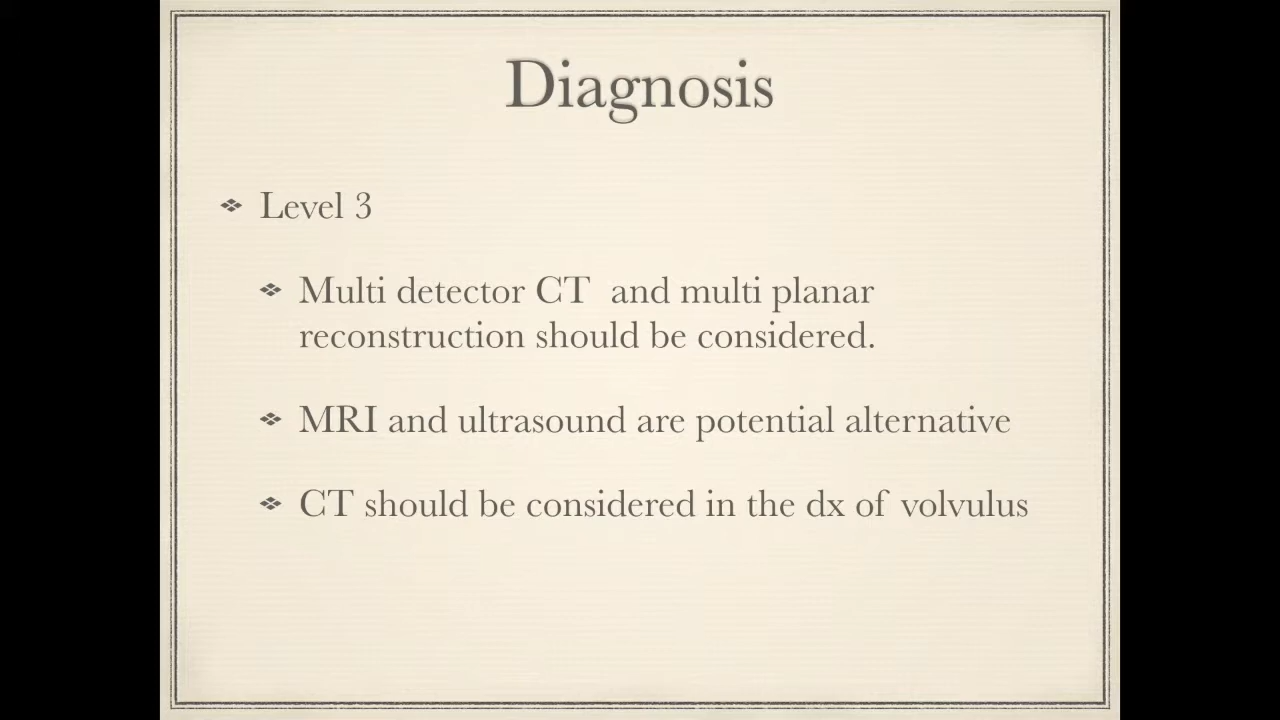 Diagnosis
Level 3
Multi detector CT and multi planar
reconstruction should be considered.
MRI and ultrasound are potential alternative
CT should be considered in the dx of volvulus